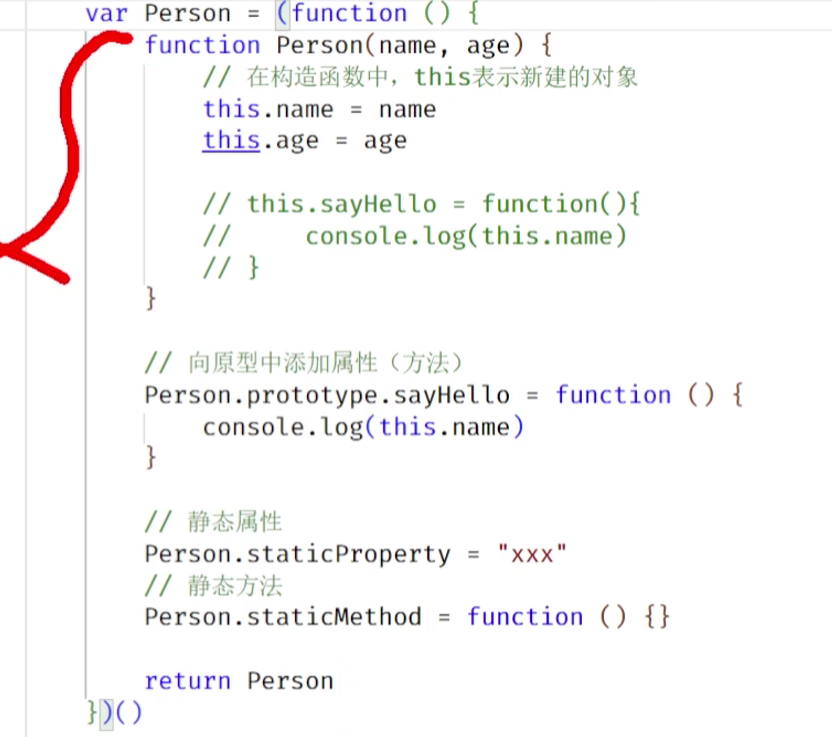 var Person = (function () {
function Person(name, age) {
// 在构造函数中，this表示新建的对象
this.name = name
this.age = age
// this.sayHello = function(){
//     console.log(this.name)
// }
}
// 向原型中添加属性（方法）
Person.prototype.sayHello = function () {
console.log(this.name)
}
// 静态属性
Person.staticProperty = "xxx"
// 静态方法
Person.staticMethod = function () {}
return Person
})()